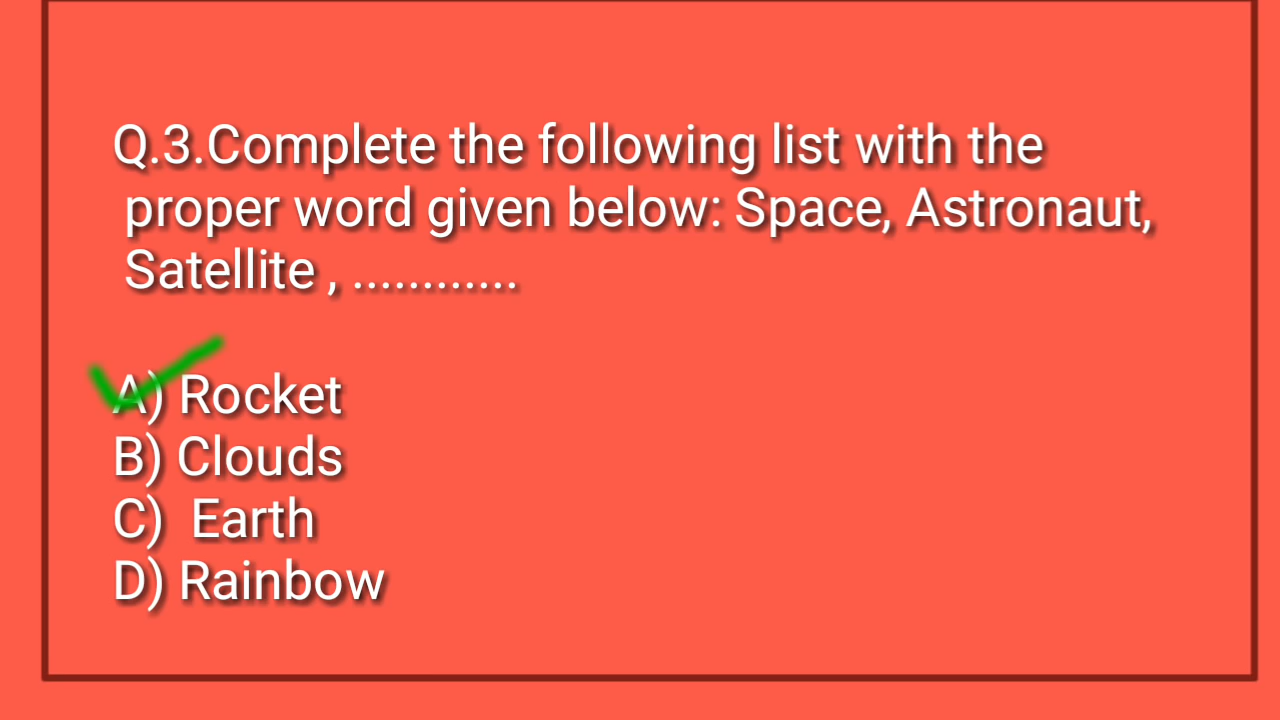 Q.3.Complete the following list with the
proper word given below: Space, Astronaut,
Satellite , ............
A) Rocket
B) Clouds
C) Earth
D) Rainbow